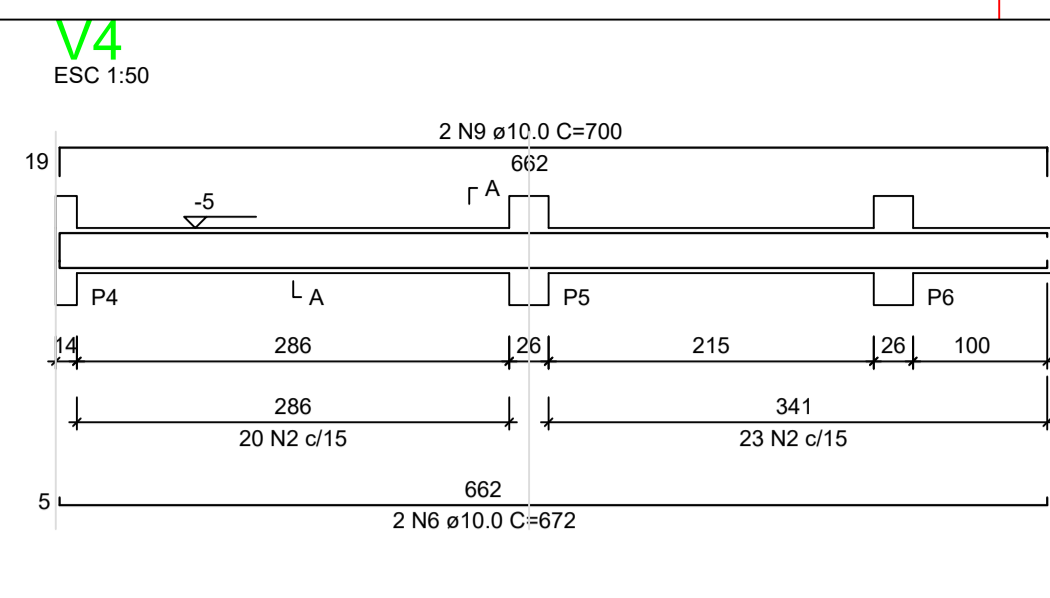 V4
ESC 1:50
2 N9 ø10.0 C=700
19
662
A
-5
A
P4
P5
P6
14
286
26
215
26
100
286
341
20 N2 c/15
23 N2 c/15
662
5
2 N6 ø10.0 C=672